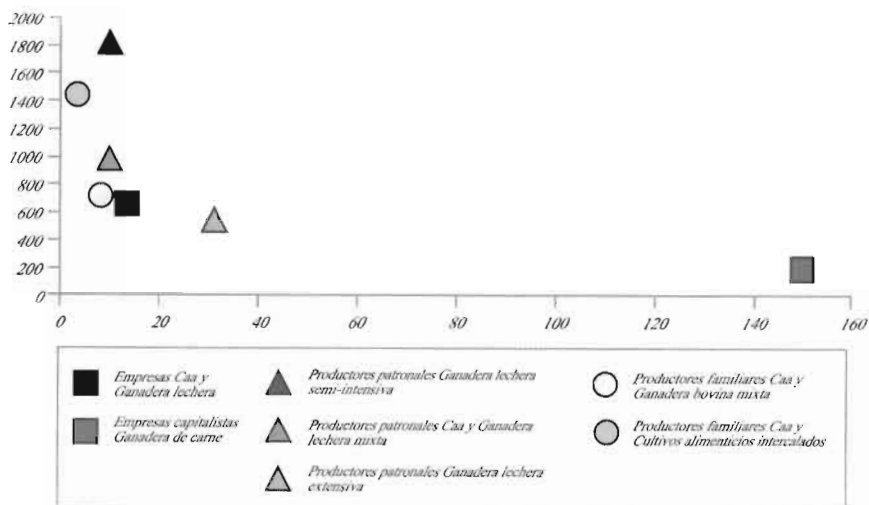 2000
1800
1600
1400
1200
1000
800
600
400
200
0
0 20 40 60 80 100 120 140 160
Empresas Caa y
Ganadera lechera
Empresas capitalistas
Ganadera de carne
Productores patronales Ganadera lechera
semi-intensiva
Productores patronales Caa y Ganadera
lechera mixta
Productores patronales Ganadera lechera
extensiva
Productores familiares Caa y
Ganadera bovina mixta
Productores familiares Caa y
Cultivos alimenticios intercalados